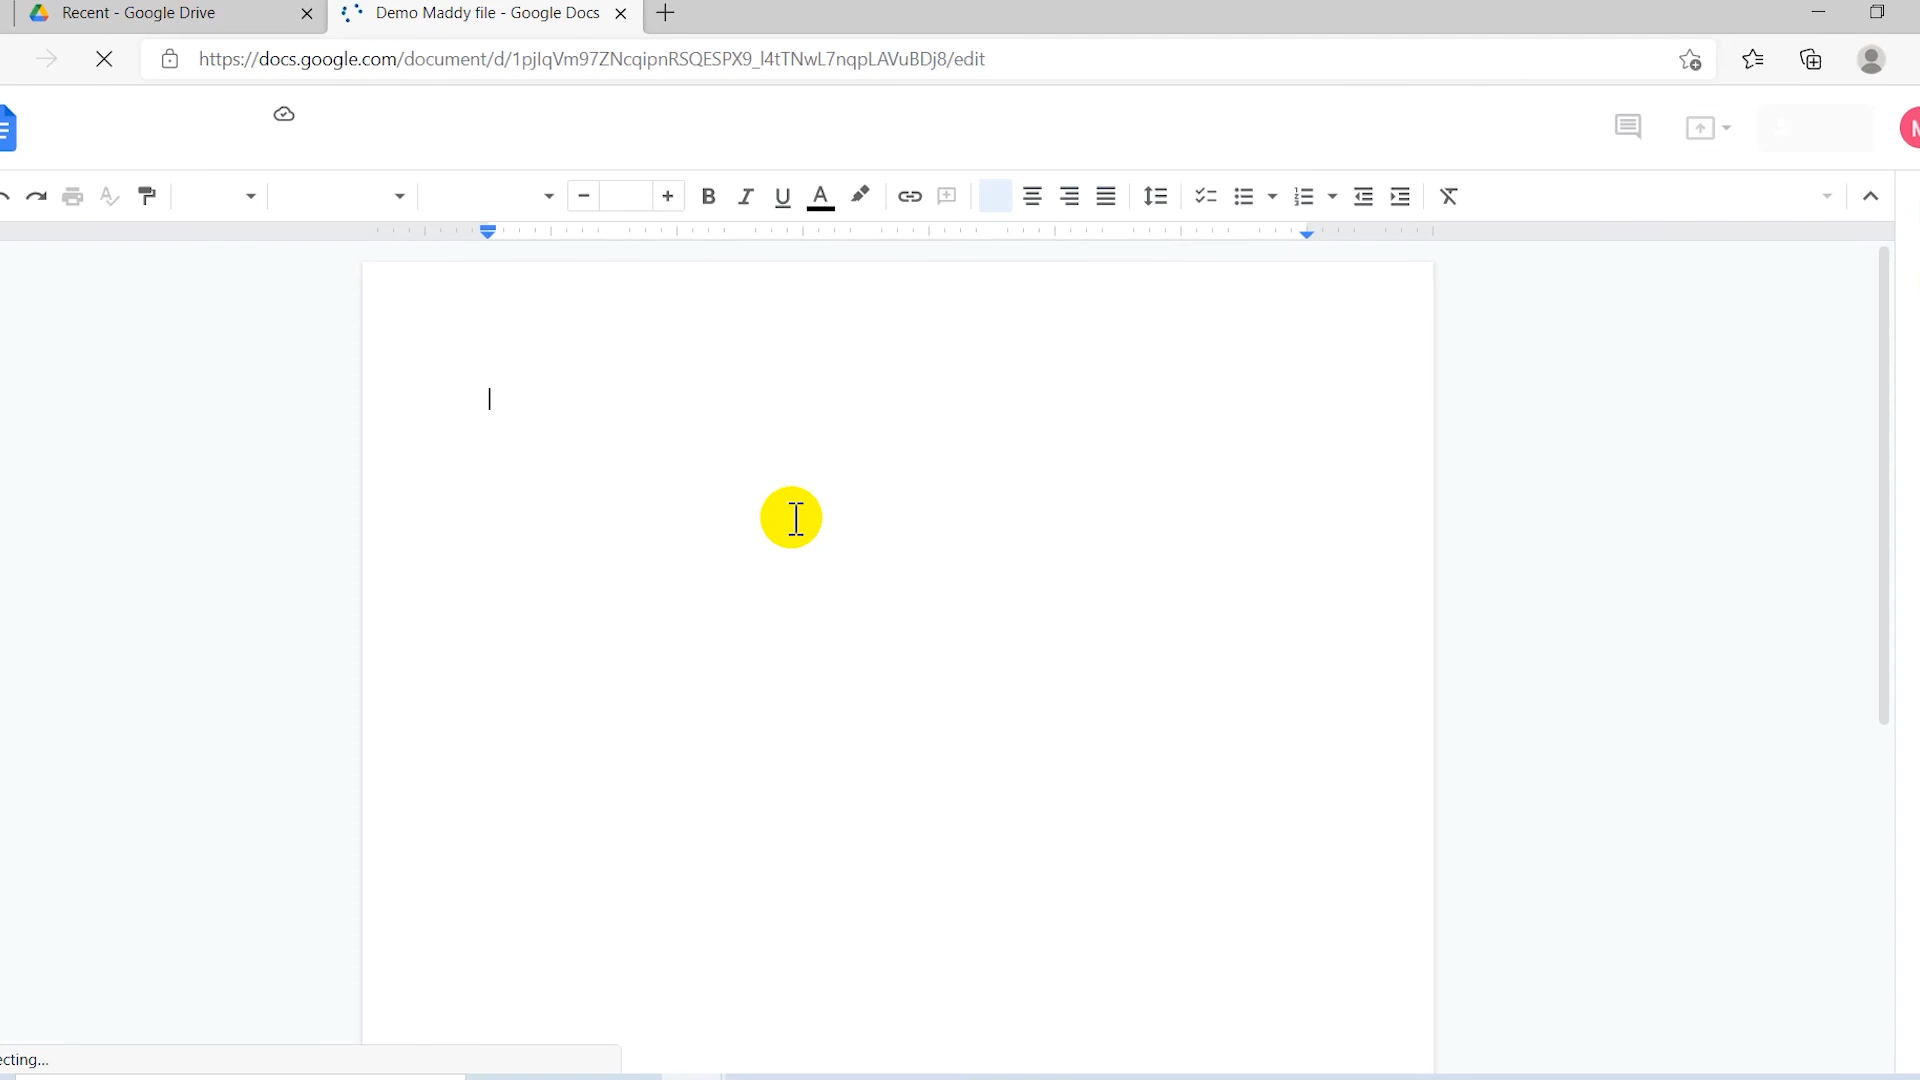 Recent - Google Drive
Demo Maddy file - Google Docs
https://docs.google.com/document/d/1pjlqVm97ZNcqipnRSQESPX9_l4tTNwL7nqpLAVuBDj8/edit
ecting...